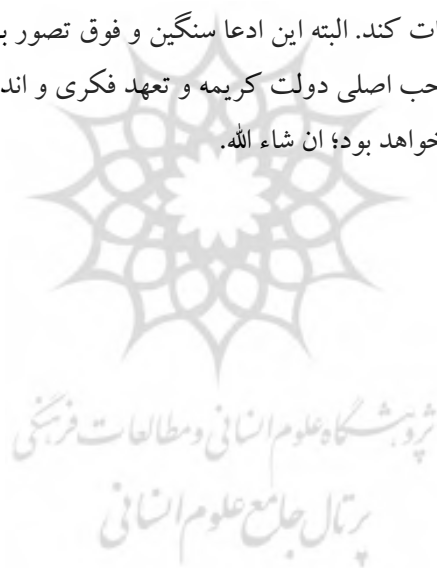 ات کند. البته این ادعا سنگین و فوق تصور ب
حب اصلی دولت کریمه و تعهد فکری و اند
خواهد بود؛ ان شاء الله.
پژوهشگاه علوم انسانی و مطالعات فرهنگی
پرتال جامع علوم انسانی